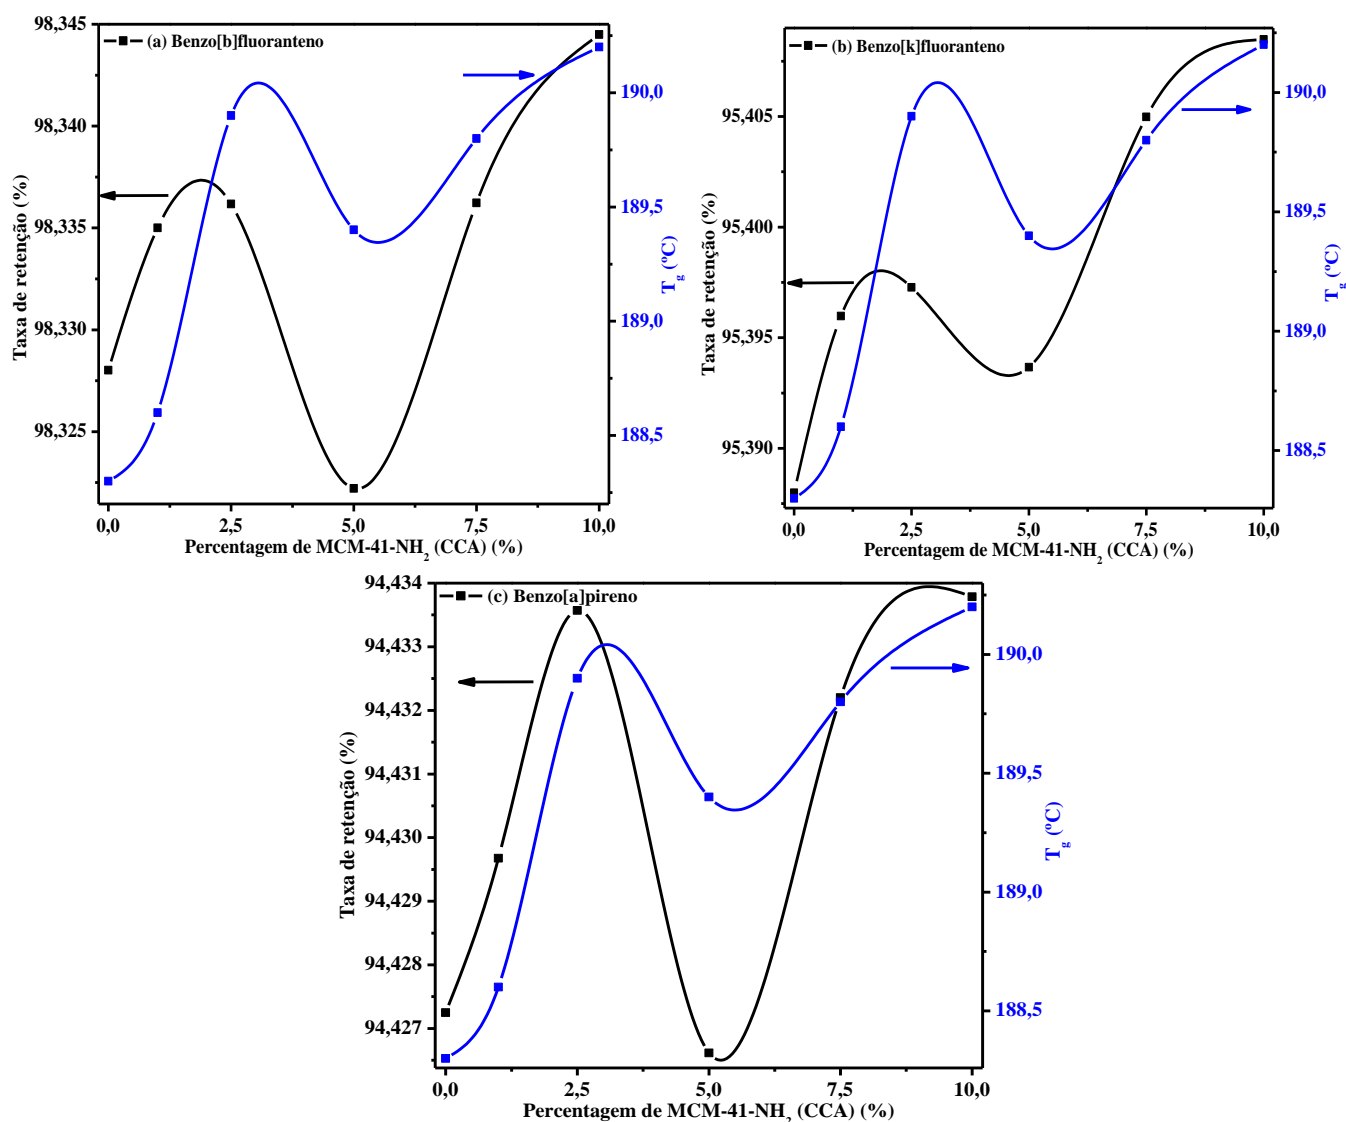 (a) Benzo[b]fluoranteno
98,345
98,340
98,335
98,330
98,325
Taxa de retenção (%)
190,0
189,5
189,0
188,5
T_g (ºC)
0,0 2,5 5,0 7,5 10,0
Percentagem de MCM-41-NH₂ (CCA) (%)
(b) Benzo[k]fluoranteno
95,405
95,400
95,395
95,390
Taxa de retenção (%)
190,0
189,5
189,0
188,5
T_g (ºC)
0,0 2,5 5,0 7,5 10,0
Percentagem de MCM-41-NH₂ (CCA) (%)
(c) Benzo[a]pireno
94,434
94,433
94,432
94,431
94,430
94,429
94,428
94,427
Taxa de retenção (%)
190,0
189,5
189,0
188,5
T_g (ºC)
0,0 2,5 5,0 7,5 10,0
Percentagem de MCM-41-NH₂ (CCA) (%)